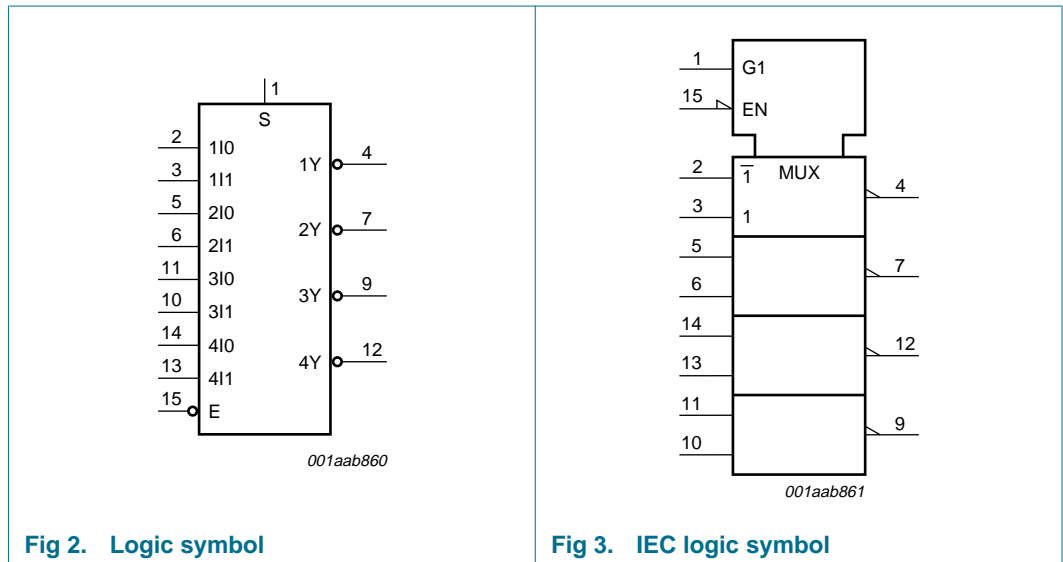 1
S
2
1I0
3
1I1
5
2I0
6
2I1
11
3I0
10
3I1
14
4I0
13
4I1
15
E
1Y
4
2Y
7
3Y
9
4Y
12
001aab860
Fig 2. Logic symbol
1
G1
15
EN
MUX
2
1̅
3
1
4
5
6
7
14
13
12
11
10
9
001aab861
Fig 3. IEC logic symbol